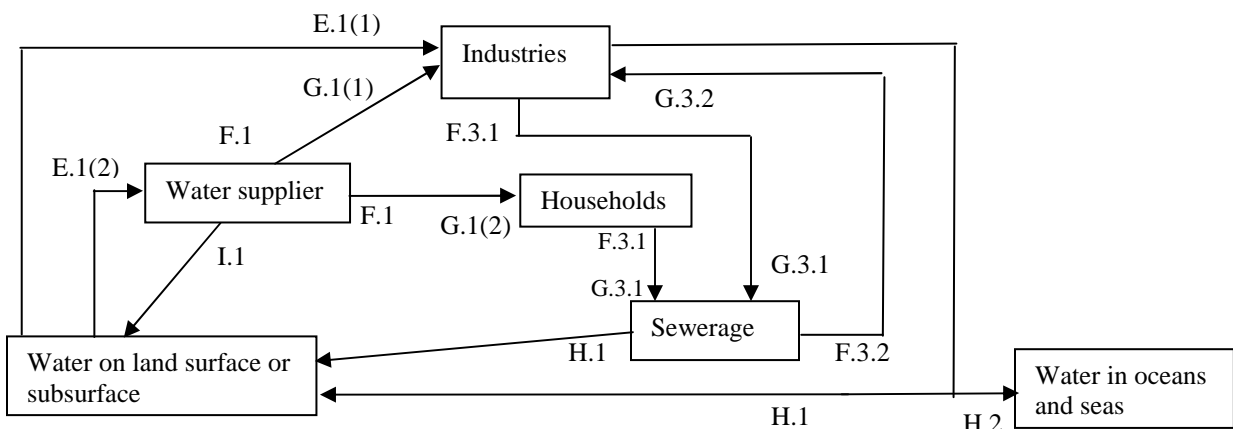 E.1(1)
Industries
G.1(1)
G.3.2
F.1
F.3.1
E.1(2)
Water supplier
Households
F.1
G.1(2)
F.3.1
I.1
G.3.1
G.3.1
Sewerage
H.1
F.3.2
Water on land surface or
subsurface
Water in oceans
and seas
H.1
H.2